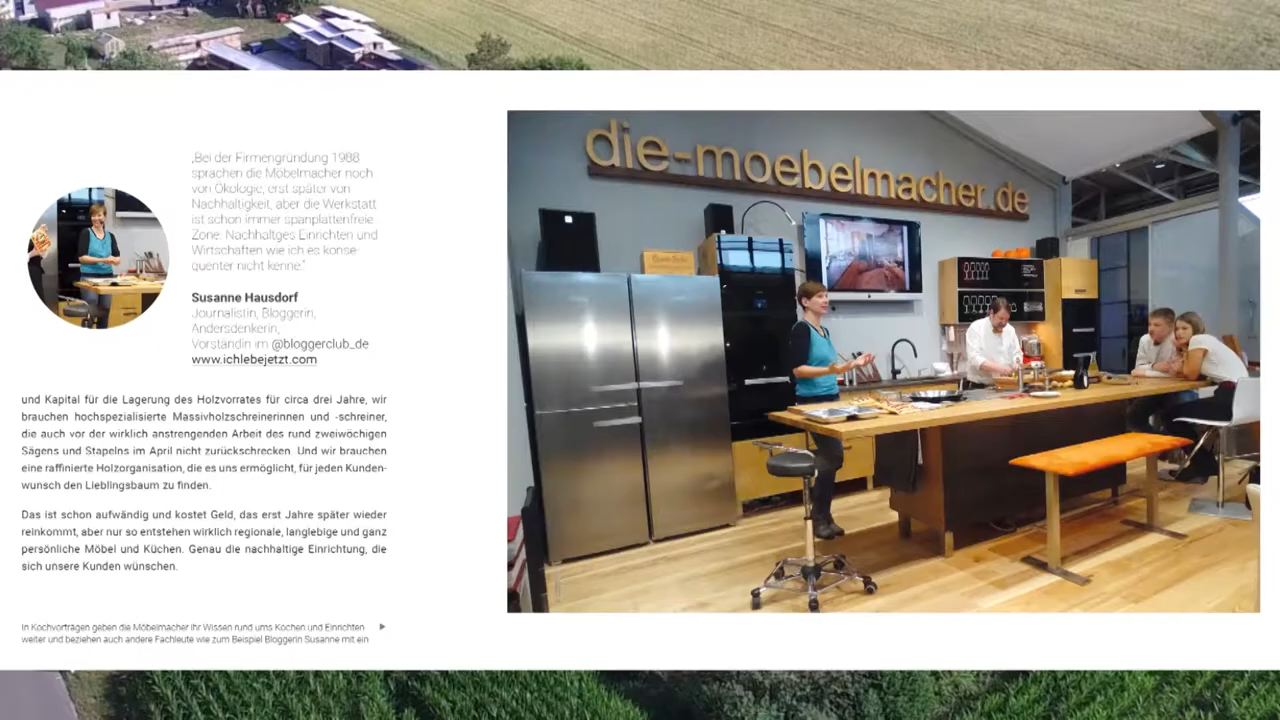 „Bei der Firmengründung 1988
sprachen die Möbelmacher noch
von Ökologie, erst später von
Nachhaltigkeit, aber die Werkstatt
ist schon immer spanplattenfreie
Zone: Nachhaltges Einrichten und
Wirtschaften wie ich es konse-
quenter nicht kenne."
Susanne Hausdorf
Journalistin, Bloggerin,
Andersdenkerin,
Vorständin im @bloggerclub_de
www.ichlebejetzt.com
und Kapital für die Lagerung des Holzvorrates für circa drei Jahre, wir
brauchen hochspezialisierte Massivholzschreinerinnen und -schreiner,
die auch vor der wirklich anstrengenden Arbeit des rund zweiwöchigen
Sägens und Stapelns im April nicht zurückschrecken. Und wir brauchen
eine raffinierte Holzorganisation, die es uns ermöglicht, für jeden Kunden-
wunsch den Lieblingsbaum zu finden.
Das ist schon aufwändig und kostet Geld, das erst Jahre später wieder
reinkommt, aber nur so entstehen wirklich regionale, langlebige und ganz
persönliche Möbel und Küchen. Genau die nachhaltige Einrichtung, die
sich unsere Kunden wünschen.
In Kochvorträgen geben die Möbelmacher ihr Wissen rund ums Kochen und Einrichten
weiter und beziehen auch andere Fachleute wie zum Beispiel Bloggerin Susanne mit ein
die-moebelmacher.de